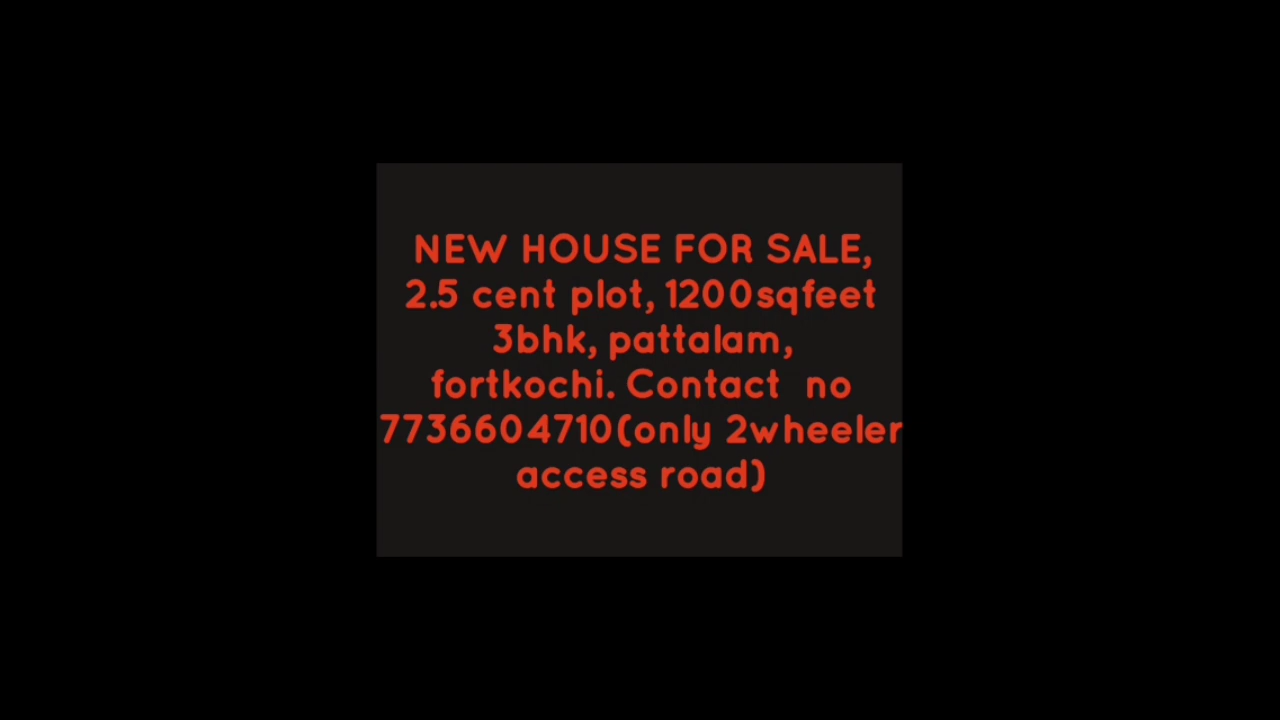 NEW HOUSE FOR SALE,
2.5 cent plot, 1200sqfeet
3bhk, pattalam,
fortkochi. Contact  no
7736604710(only 2wheeler
access road)